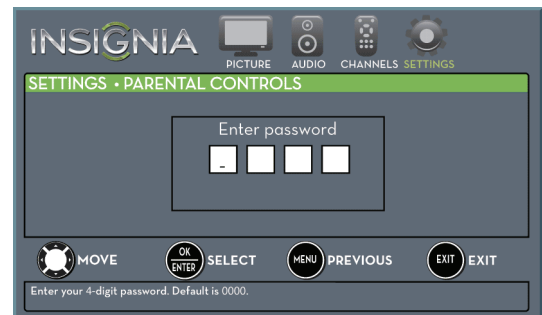 INSIGNIA
PICTURE AUDIO CHANNELS SETTINGS
SETTINGS • PARENTAL CONTROLS
Enter password
-
MOVE OK ENTER SELECT MENU PREVIOUS EXIT EXIT
Enter your 4-digit password. Default is 0000.